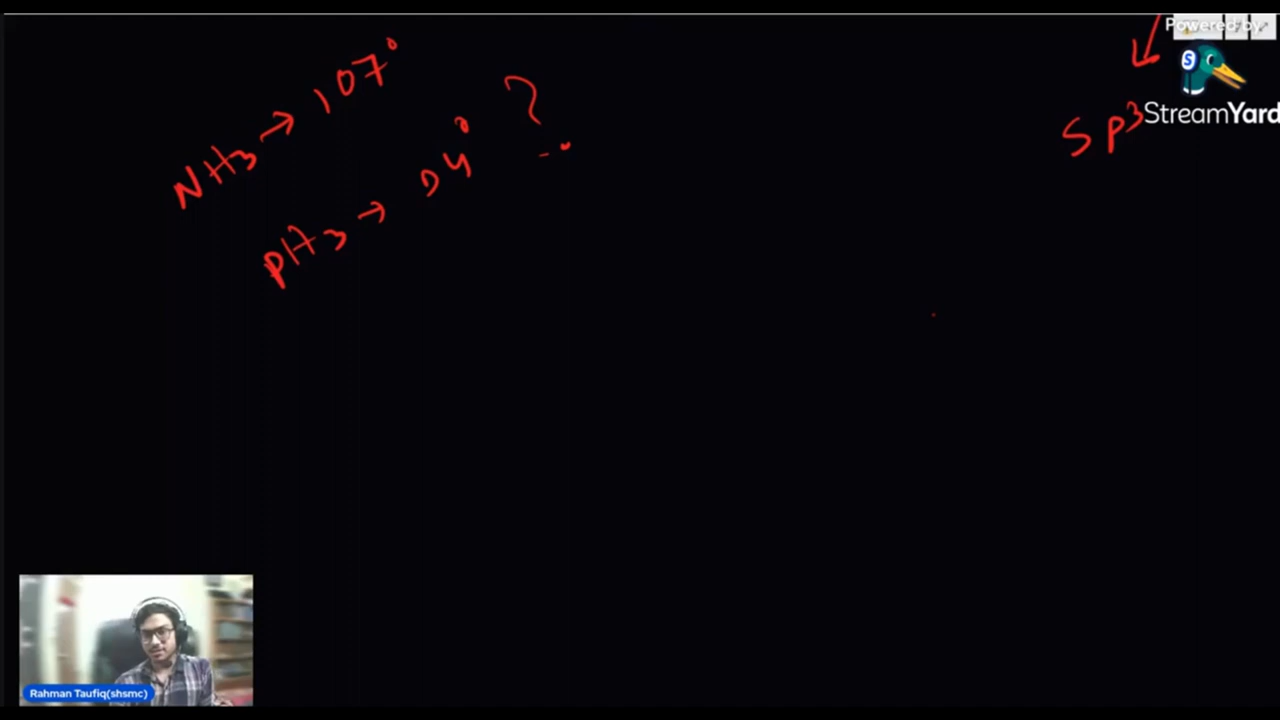 NH3 → 107°
PH3 → 94° ?
Powered by
StreamYard
SP3
Rahman Taufiq(shsmc)